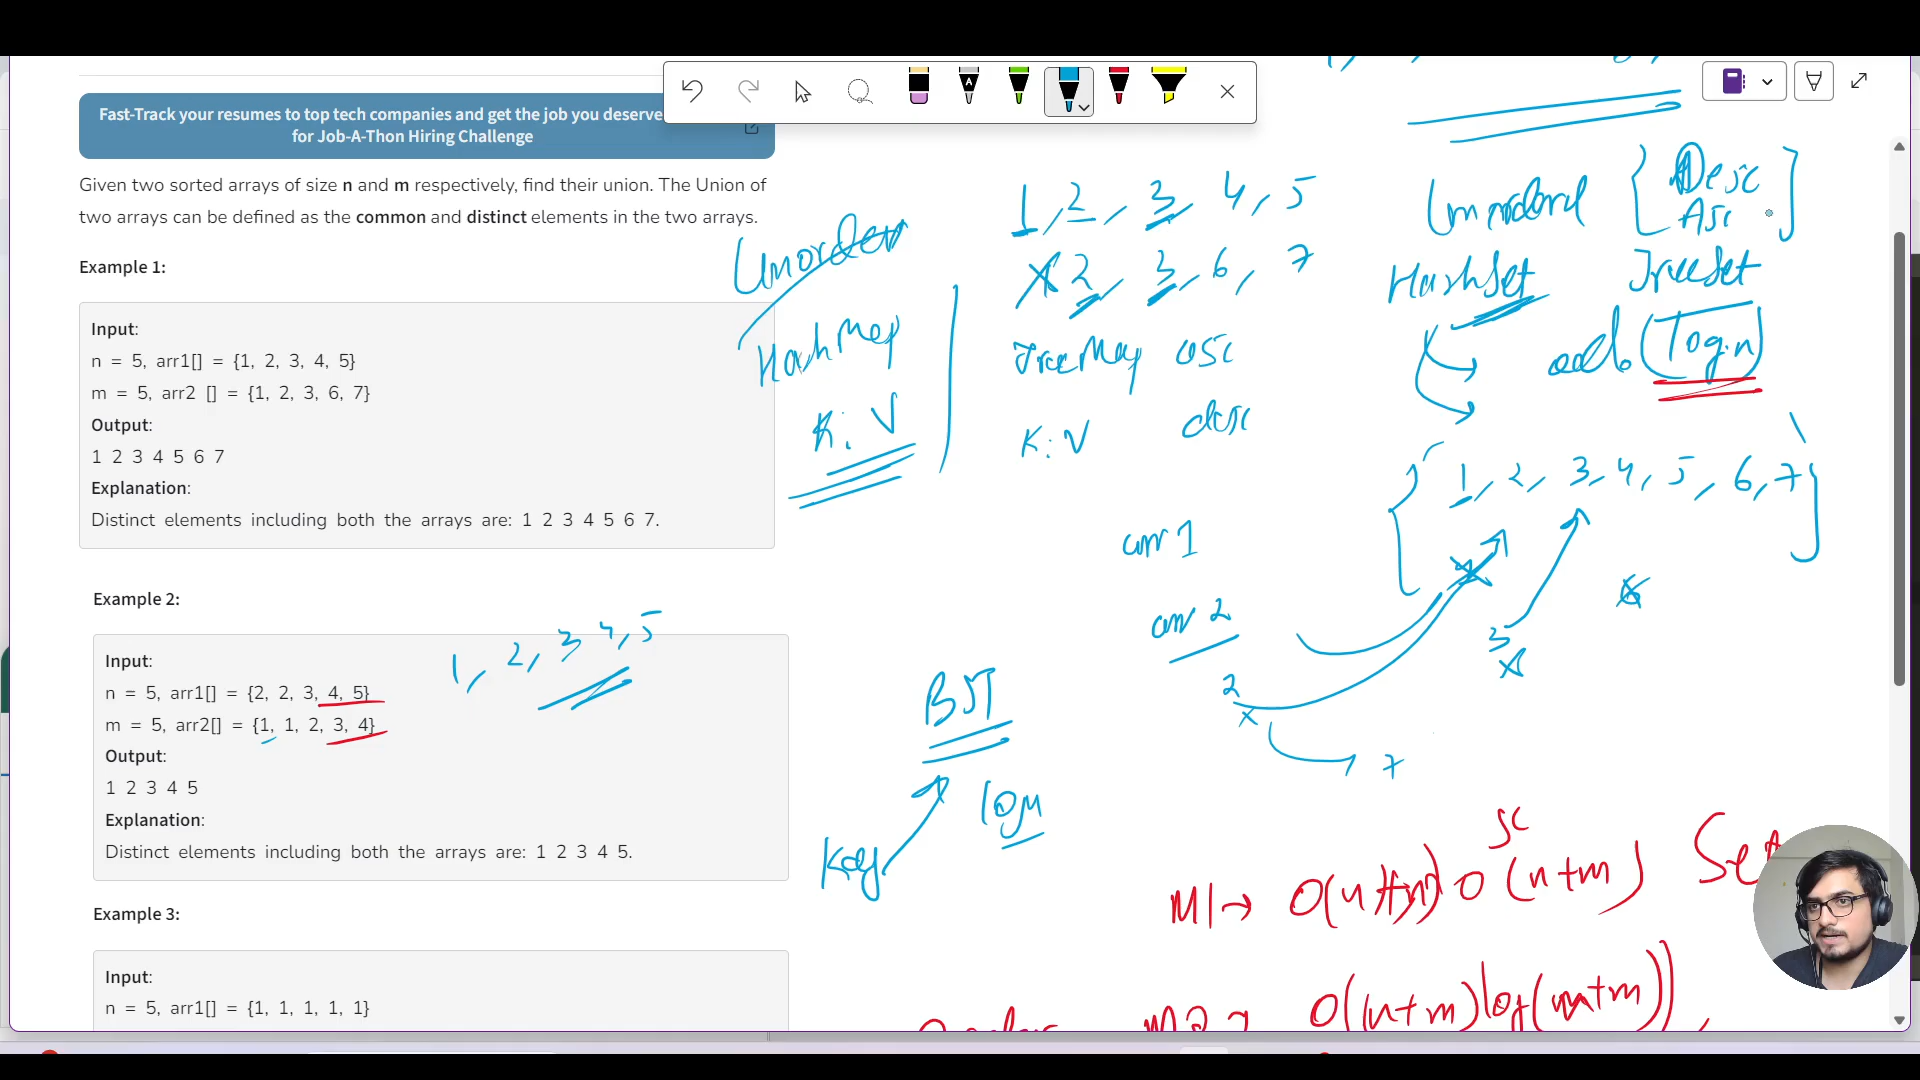 Fast-Track your resumes to top tech companies and get the job you deserve
for Job-A-Thon Hiring Challenge
Given two sorted arrays of size n and m respectively, find their union. The Union of
two arrays can be defined as the common and distinct elements in the two arrays.
Example 1:
Input:
n = 5, arr1[] = {1, 2, 3, 4, 5}
m = 5, arr2 [] = {1, 2, 3, 6, 7}
Output:
1 2 3 4 5 6 7
Explanation:
Distinct elements including both the arrays are: 1 2 3 4 5 6 7.
Example 2:
Input:
n = 5, arr1[] = {2, 2, 3, 4, 5}
m = 5, arr2[] = {1, 1, 2, 3, 4}
Output:
1 2 3 4 5
Explanation:
Distinct elements including both the arrays are: 1 2 3 4 5.
Example 3:
Input:
n = 5, arr1[] = {1, 1, 1, 1, 1}
1, 2, 3 4, 5
Unorder
HashMap
K: V
1, 2, 3, 4, 5
2, 3, 6, 7
TreeMap asc
K: V desc
{Desc
Asc}
HashSet TreeSet
add (Log n)
{1, 2, 3, 4, 5, 6, 7}
arr 1
arr 2
2
3
7
BST
Key
SC
M1→ O(n+m) O(n+m) Set
M2→ O((n+m)log(n+m))